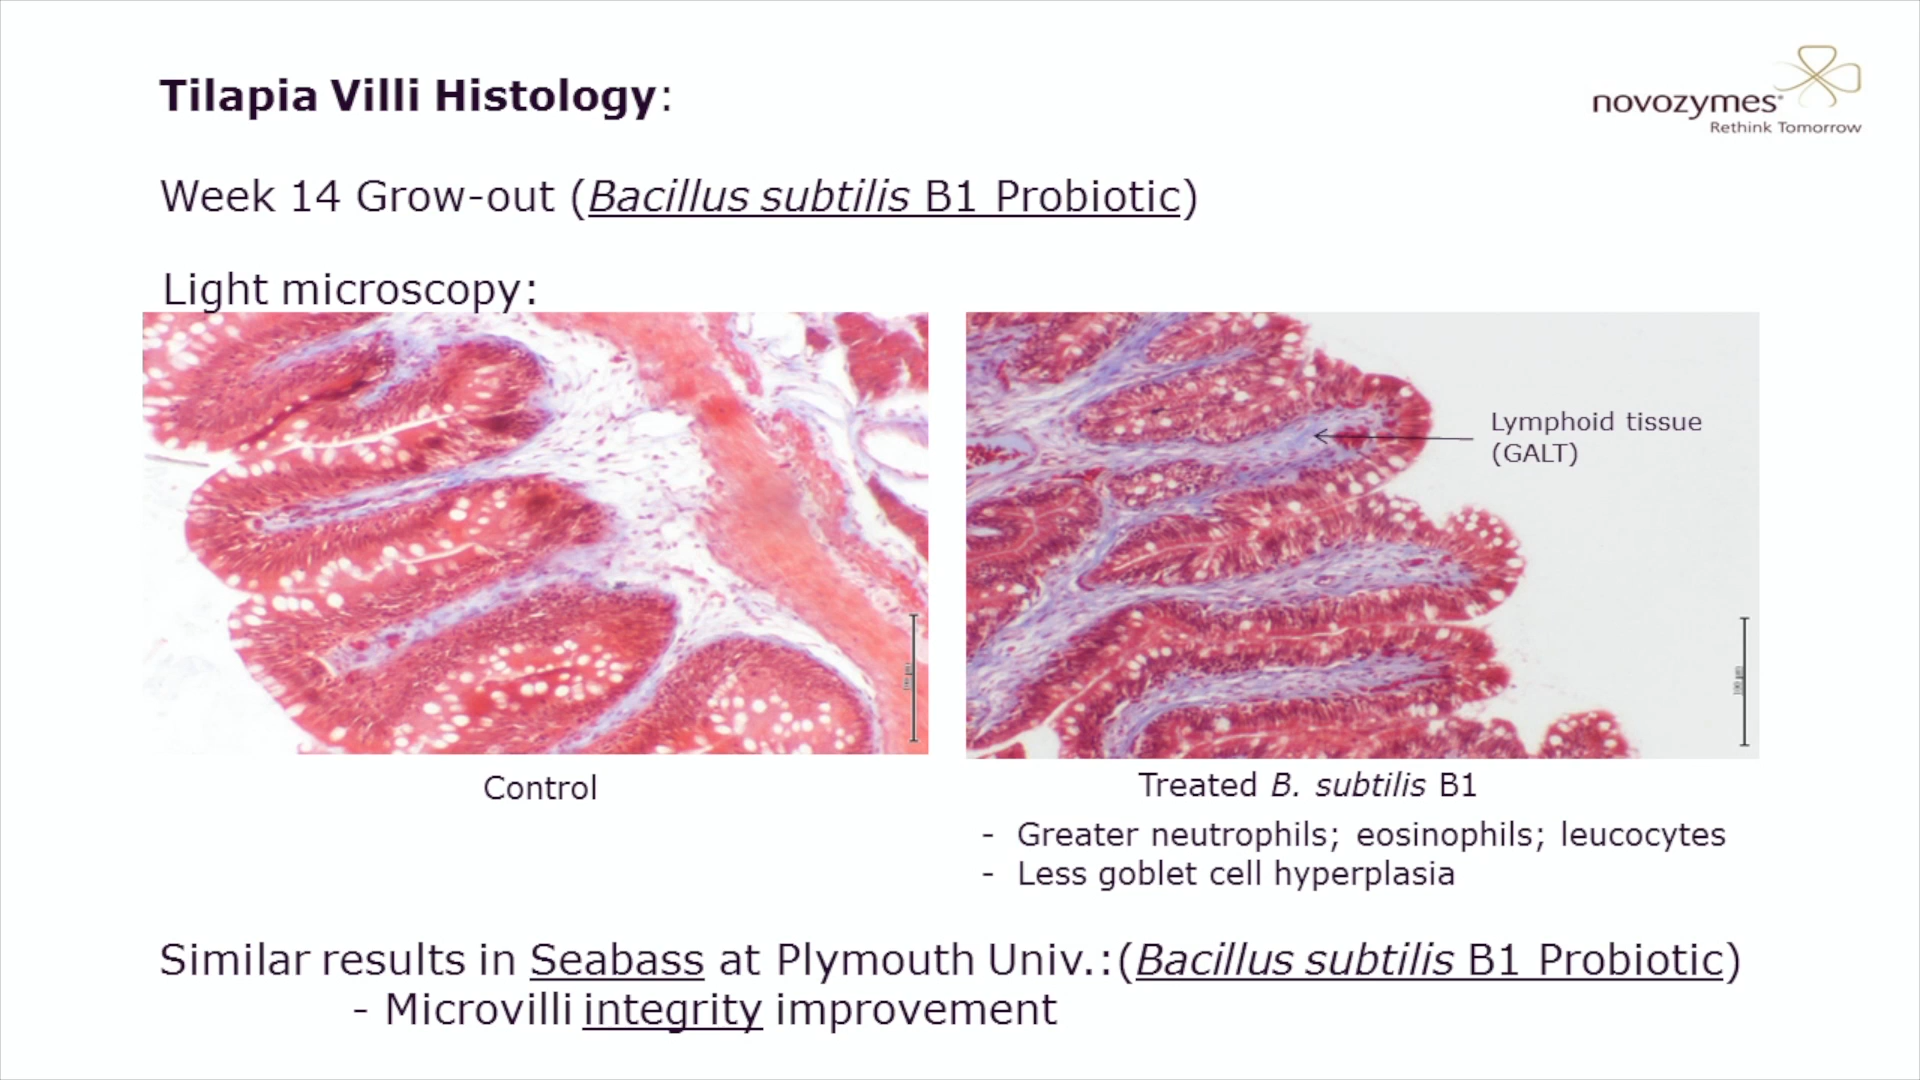 Tilapia Villi Histology:
novozymes®
Rethink Tomorrow
Week 14 Grow-out (Bacillus subtilis B1 Probiotic)
Light microscopy:
Lymphoid tissue
(GALT)
Control
Treated B. subtilis B1
- Greater neutrophils; eosinophils; leucocytes
- Less goblet cell hyperplasia
Similar results in Seabass at Plymouth Univ.:(Bacillus subtilis B1 Probiotic)
- Microvilli integrity improvement